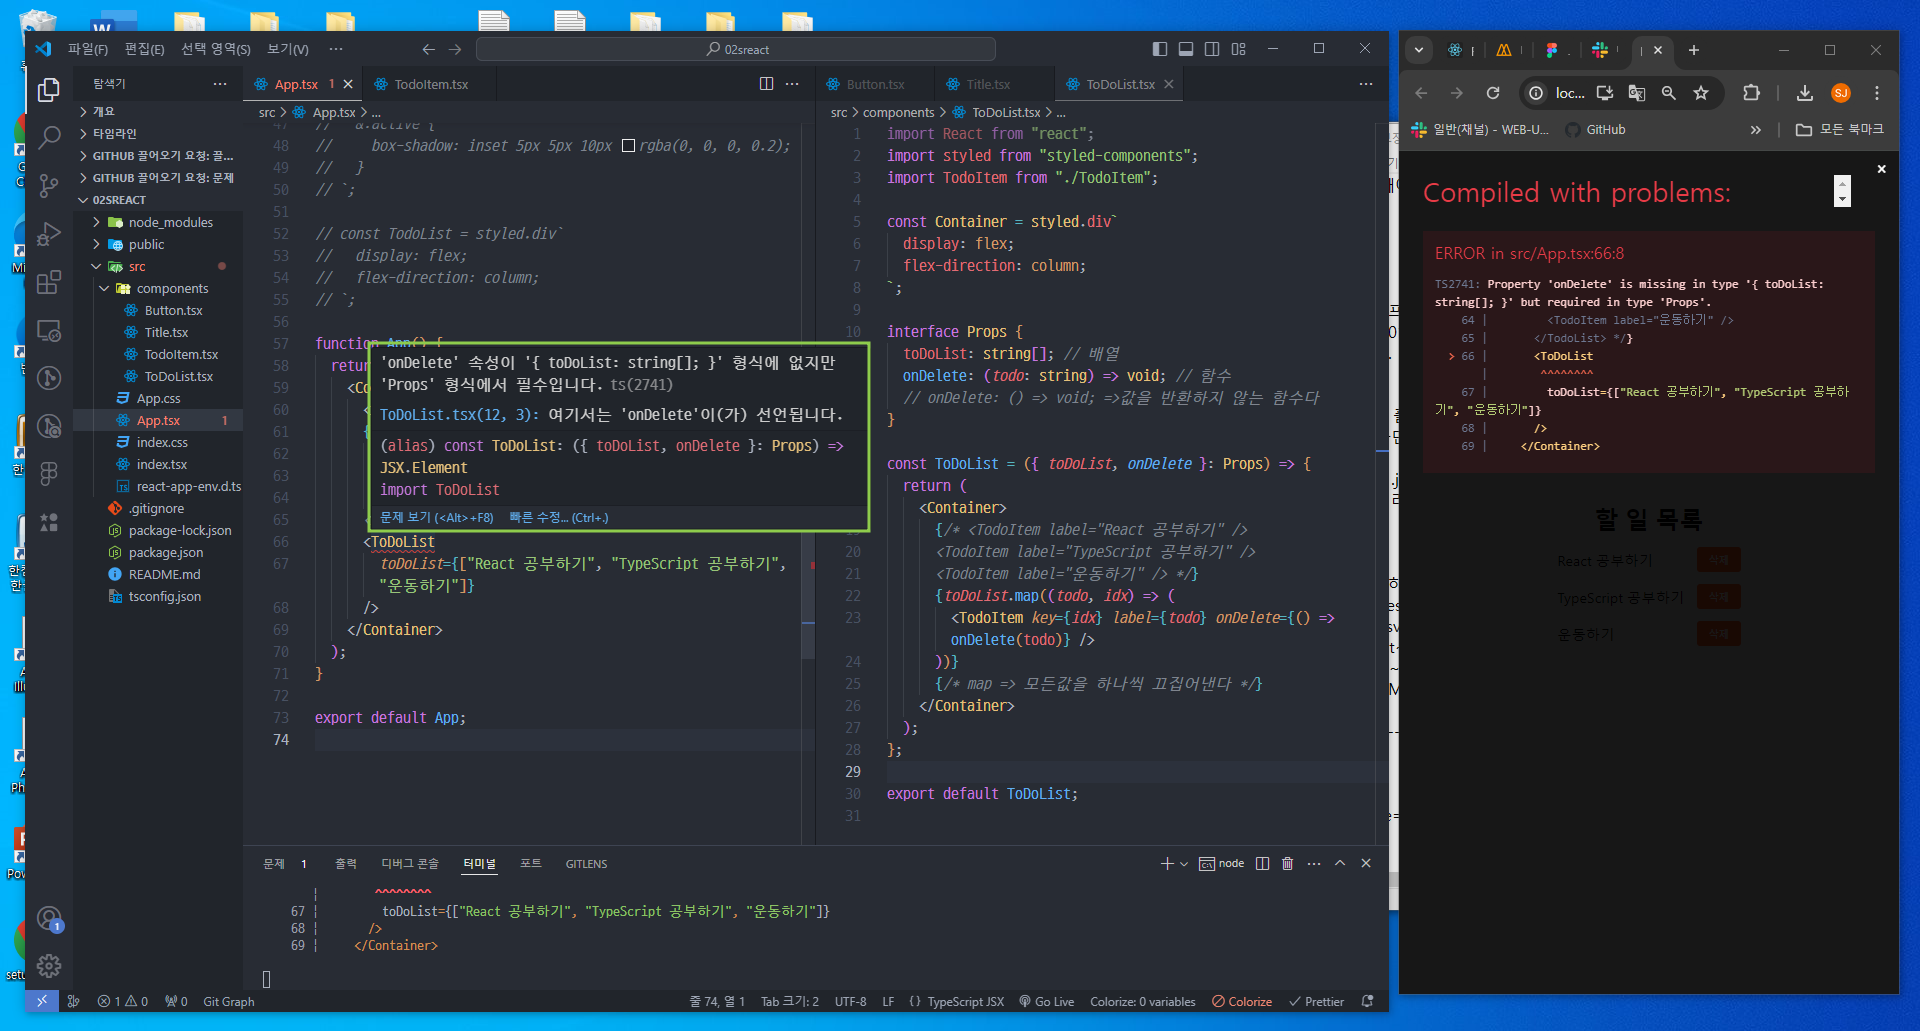 파일(F) 편집(E) 선택 영역(S) 보기(V) ···
02sreact
탐색기
개요
타임라인
GITHUB 끌어오기 요청: 끌...
GITHUB 끌어오기 요청: 문제
02SREACT
node_modules
public
src
components
Button.tsx
Title.tsx
TodoItem.tsx
ToDoList.tsx
App.css
App.tsx 1
index.css
index.tsx
react-app-env.d.ts
.gitignore
package-lock.json
package.json
README.md
tsconfig.json
App.tsx 1 TodoItem.tsx
src > App.tsx > ...
47 // &:active {
48 // box-shadow: inset 5px 5px 10px rgba(0, 0, 0, 0.2);
49 // }
50 // `;
51
52 // const TodoList = styled.div`
53 // display: flex;
54 // flex-direction: column;
55 // `;
56
57 function App() {
58 retu
59 <Co
60 <
61 {
62
63
64
65 <
'onDelete' 속성이 '{ toDoList: string[]; }' 형식에 없지만
'Props' 형식에서 필수입니다. ts(2741)
ToDoList.tsx(12, 3): 여기서는 'onDelete'이(가) 선언됩니다.
(alias) const ToDoList: ({ toDoList, onDelete }: Props) =>
JSX.Element
import ToDoList
문제 보기 (<Alt>+F8) 빠른 수정... (Ctrl+.)
66 <ToDoList
67 toDoList={["React 공부하기", "TypeScript 공부하기",
"운동하기"]}
68 />
69 </Container>
70 );
71 }
72
73 export default App;
74
Button.tsx Title.tsx ToDoList.tsx
src > components > ToDoList.tsx > ...
1 import React from "react";
2 import styled from "styled-components";
3 import TodoItem from "./TodoItem";
4
5 const Container = styled.div`
6 display: flex;
7 flex-direction: column;
8 `;
9
10 interface Props {
toDoList: string[]; // 배열
onDelete: (todo: string) => void; // 함수
// onDelete: () => void; =>값을 반환하지 않는 함수다
}
const ToDoList = ({ toDoList, onDelete }: Props) => {
return (
<Container>
19 {/* <TodoItem label="React 공부하기" />
20 <TodoItem label="TypeScript 공부하기" />
21 <TodoItem label="운동하기" /> */}
22 {toDoList.map((todo, idx) => (
23 <TodoItem key={idx} label={todo} onDelete={() =>
onDelete(todo)} />
24 ))}
25 {/* map => 모든값을 하나씩 끄집어낸다 */}
26 </Container>
27 );
28 };
29
30 export default ToDoList;
31
문제 1 출력 디버그 콘솔 터미널 포트 GITLENS
node
| ^^^^^^^^
67 | toDoList={["React 공부하기", "TypeScript 공부하기", "운동하기"]}
68 | />
69 | </Container>
1
1 0 0 Git Graph
줄 74, 열 1 Tab 크기: 2 UTF-8 LF {} TypeScript JSX Go Live Colorize: 0 variables Colorize Prettier
loc... SJ
일반(채널) - WEB-U... GitHub » 모든 북마크
Compiled with problems:
ERROR in src/App.tsx:66:8
TS2741: Property 'onDelete' is missing in type '{ toDoList:
string[]; }' but required in type 'Props'.
64 | <TodoItem label="운동하기" />
65 | </TodoList> */}
> 66 | <ToDoList
| ^^^^^^^^
67 | toDoList={["React 공부하기", "TypeScript 공부하
기", "운동하기"]}
68 | />
69 | </Container>
할 일 목록
React 공부하기 삭제
TypeScript 공부하기 삭제
운동하기 삭제